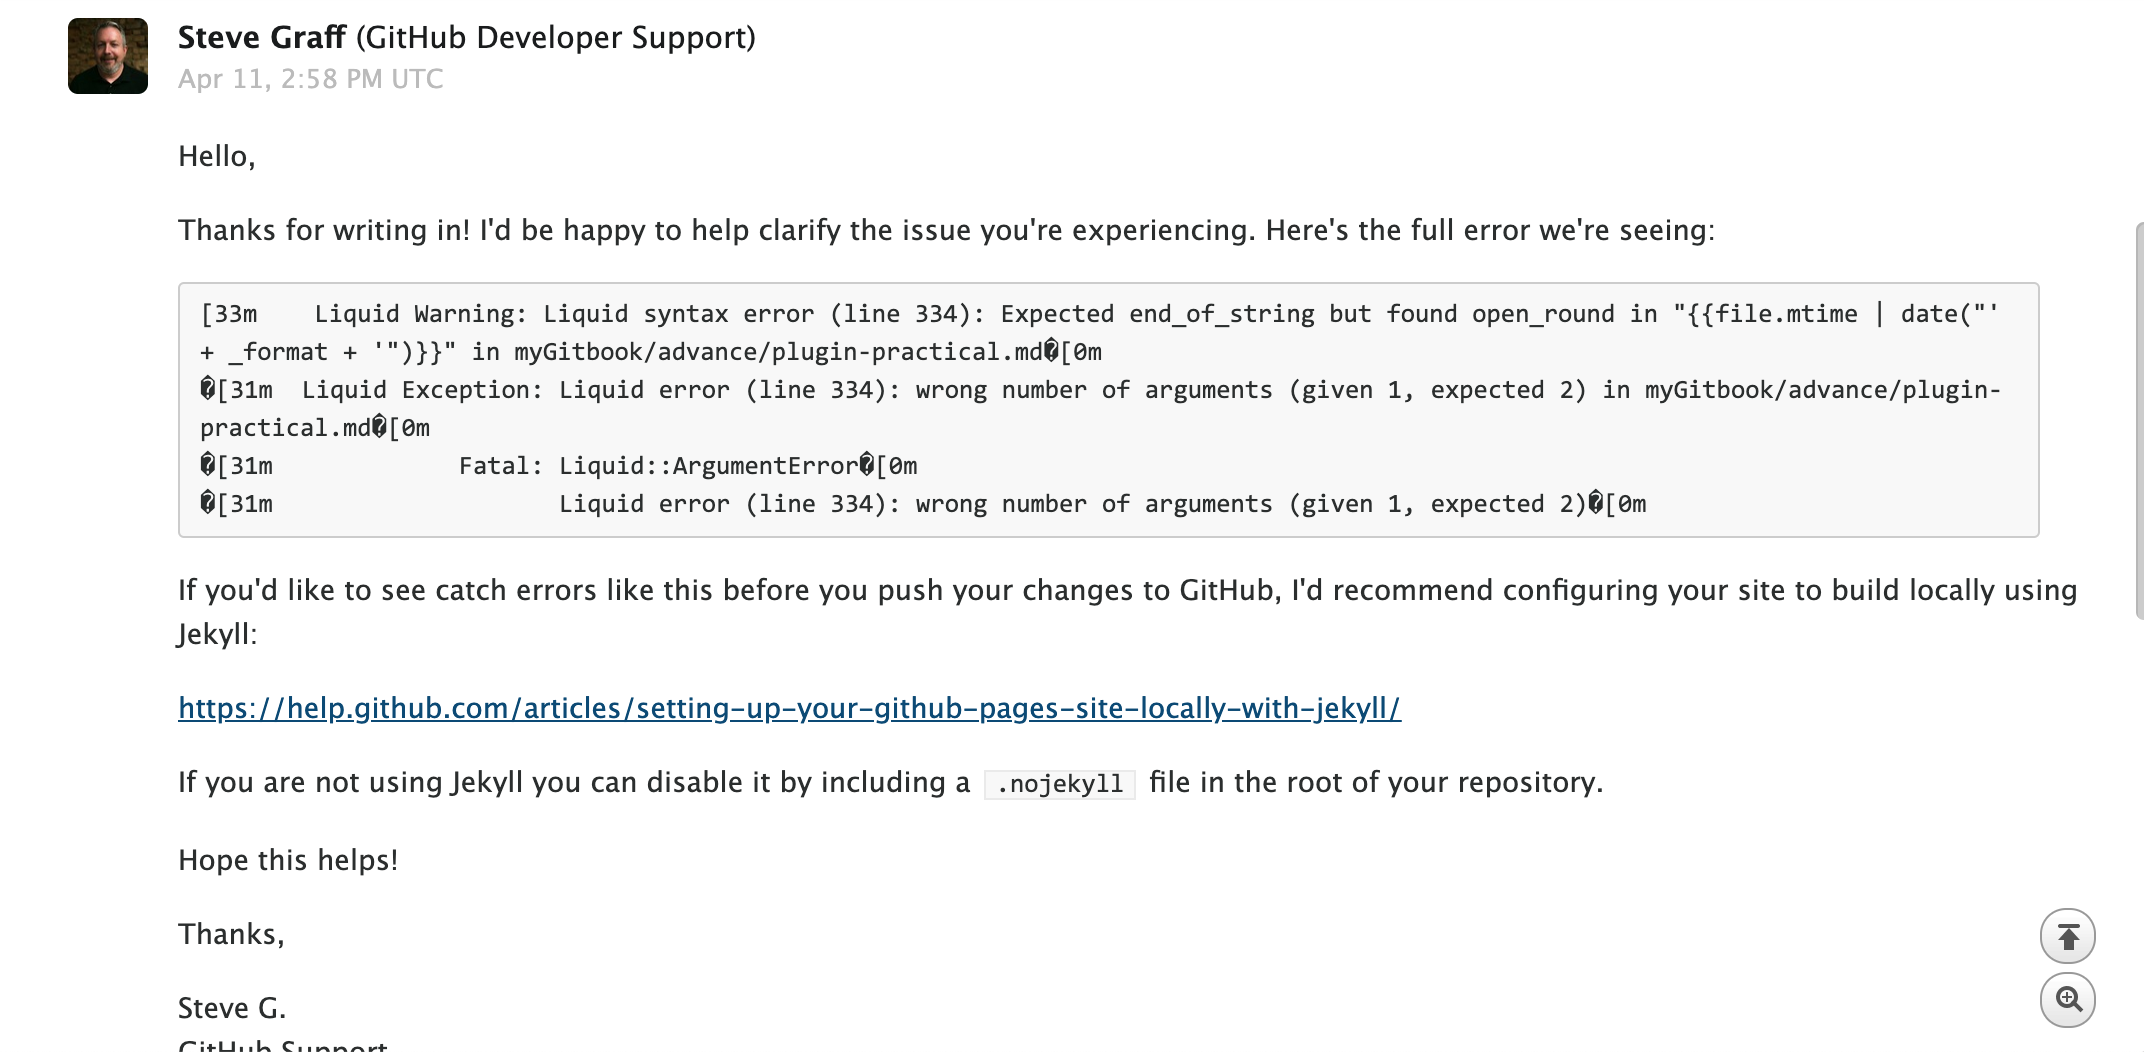 Steve Graff (GitHub Developer Support)
Apr 11, 2:58 PM UTC
Hello,
Thanks for writing in! I'd be happy to help clarify the issue you're experiencing. Here's the full error we're seeing:
[33m    Liquid Warning: Liquid syntax error (line 334): Expected end_of_string but found open_round in "{{file.mtime | date("'
+ _format + '")}}" in myGitbook/advance/plugin-practical.md�[0m
�[31m  Liquid Exception: Liquid error (line 334): wrong number of arguments (given 1, expected 2) in myGitbook/advance/plugin-
practical.md�[0m
�[31m             Fatal: Liquid::ArgumentError�[0m
�[31m                    Liquid error (line 334): wrong number of arguments (given 1, expected 2)�[0m
If you'd like to see catch errors like this before you push your changes to GitHub, I'd recommend configuring your site to build locally using
Jekyll:
https://help.github.com/articles/setting-up-your-github-pages-site-locally-with-jekyll/
If you are not using Jekyll you can disable it by including a .nojekyll file in the root of your repository.
Hope this helps!
Thanks,
Steve G.
GitHub Support